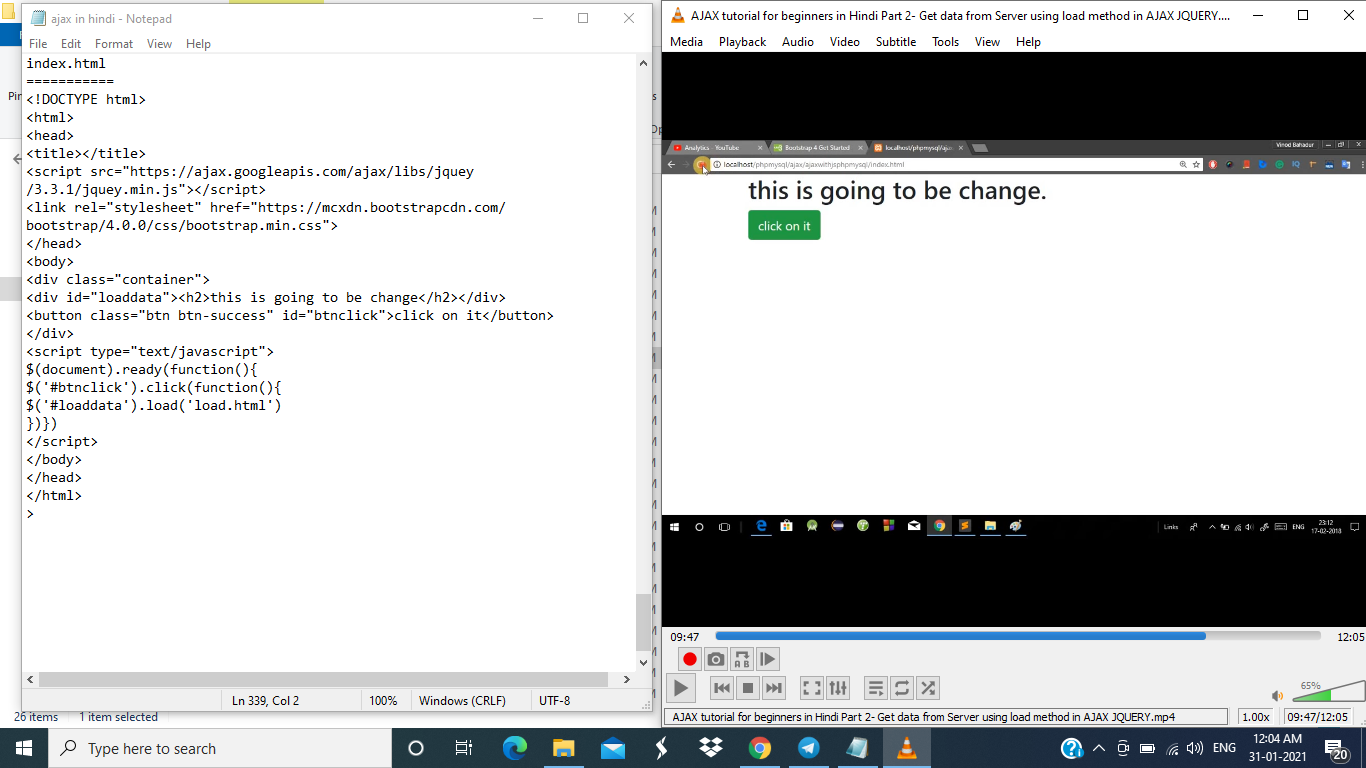 ajax in hindi - Notepad
File Edit Format View Help
index.html
===========
<!DOCTYPE html>
<html>
<head>
<title></title>
<script src="https://ajax.googleapis.com/ajax/libs/jquey
/3.3.1/jquey.min.js"></script>
<link rel="stylesheet" href="https://mcxdn.bootstrapcdn.com/
bootstrap/4.0.0/css/bootstrap.min.css">
</head>
<body>
<div class="container">
<div id="loaddata"><h2>this is going to be change</h2></div>
<button class="btn btn-success" id="btnclick">click on it</button>
</div>
<script type="text/javascript">
$(document).ready(function(){
$('#btnclick').click(function(){
$('#loaddata').load('load.html')
})})
</script>
</body>
</head>
</html>
>
Ln 339, Col 2 100% Windows (CRLF) UTF-8
26 items 1 item selected
AJAX tutorial for beginners in Hindi Part 2- Get data from Server using load method in AJAX JQUERY....
Media Playback Audio Video Subtitle Tools View Help
Analytics - YouTube Bootstrap 4 Get Started localhost/phpmysql/ajax Vinod Bahadur
localhost/phpmysql/ajax/ajaxwithjsphpmysql/index.html
this is going to be change.
click on it
Links ENG 23:12
17-02-2018
09:47 12:05
65%
AJAX tutorial for beginners in Hindi Part 2- Get data from Server using load method in AJAX JQUERY.mp4 1.00x 09:47/12:05
Type here to search ENG 12:04 AM
31-01-2021 20